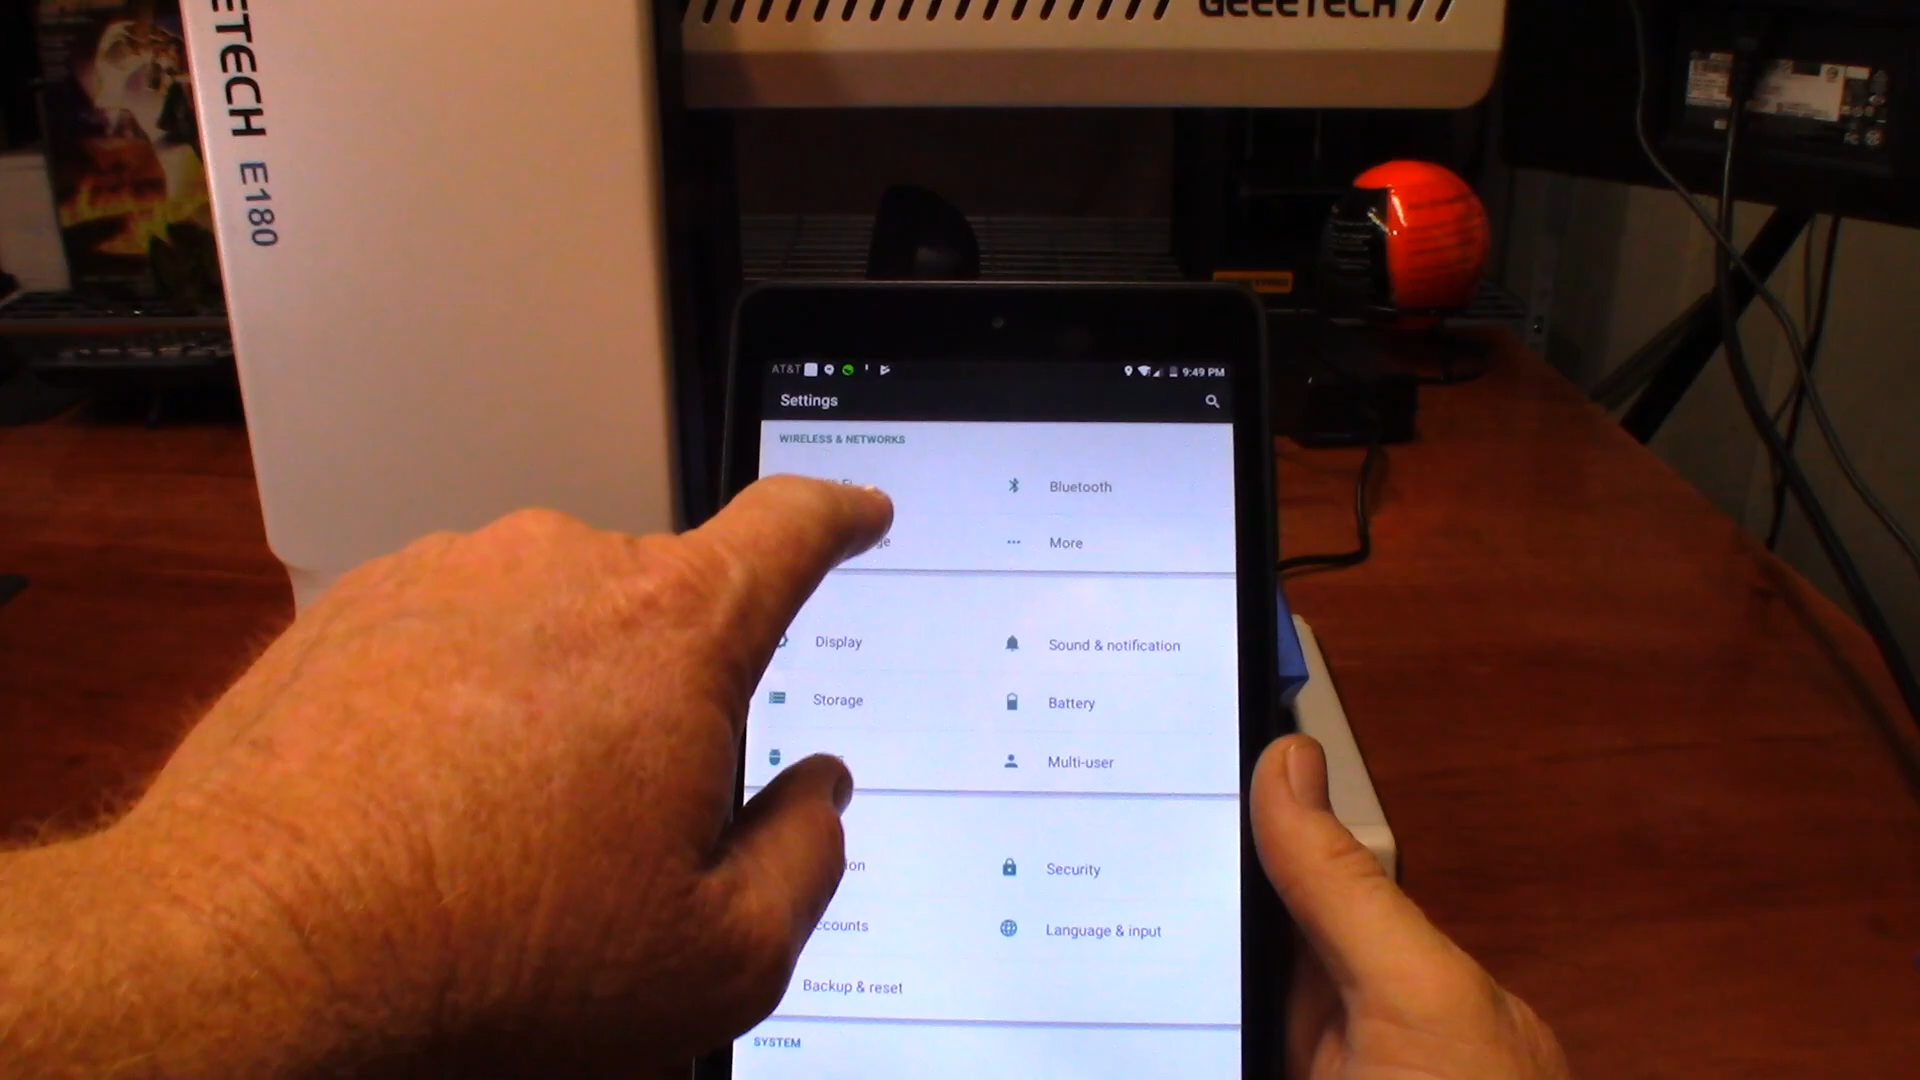 GEEETECH
ETECH E180
AT&T
9:49 PM
Settings
WIRELESS & NETWORKS
Bluetooth
More
Display
Sound & notification
Storage
Battery
Multi-user
Security
Language & input
Backup & reset
SYSTEM